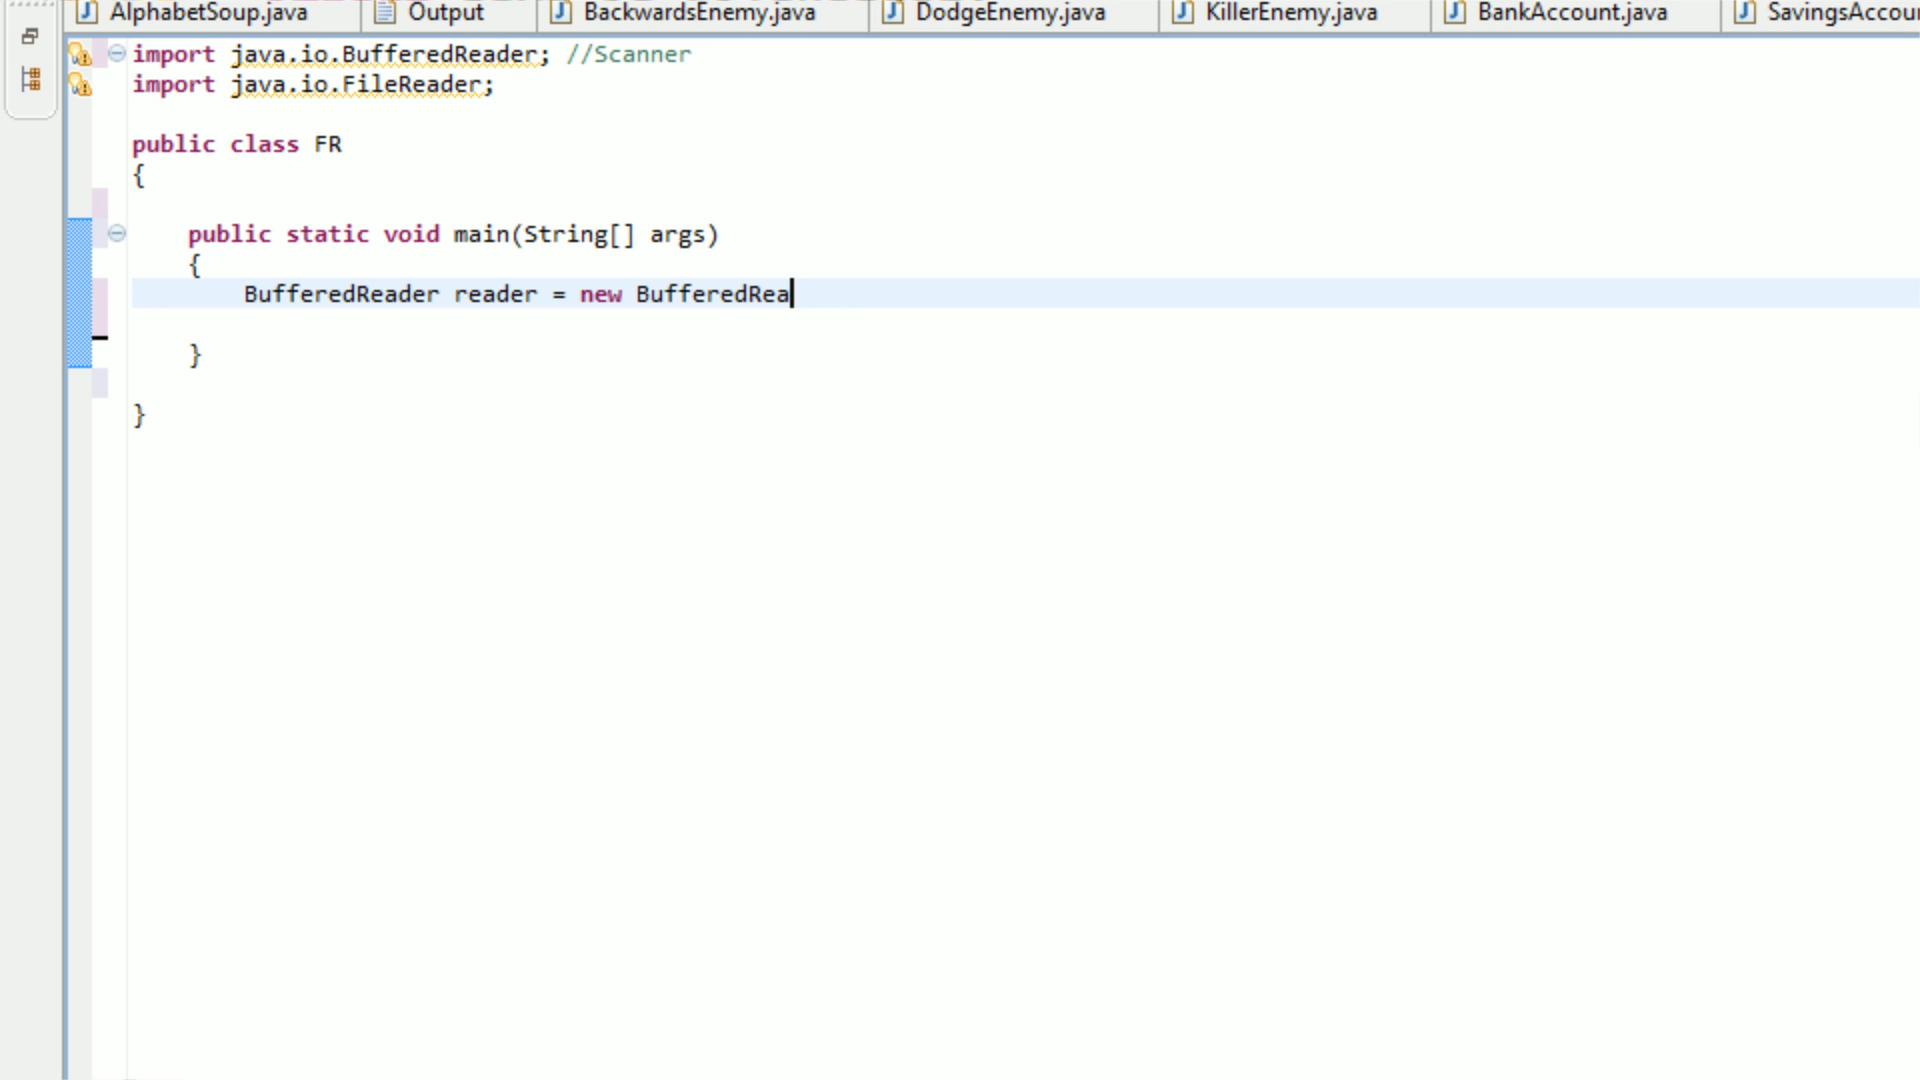 AlphabetSoup.java Output BackwardsEnemy.java DodgeEnemy.java KillerEnemy.java BankAccount.java SavingsAccou
import java.io.BufferedReader; //Scanner
import java.io.FileReader;
public class FR
{
public static void main(String[] args)
{
BufferedReader reader = new BufferedRea
}
}